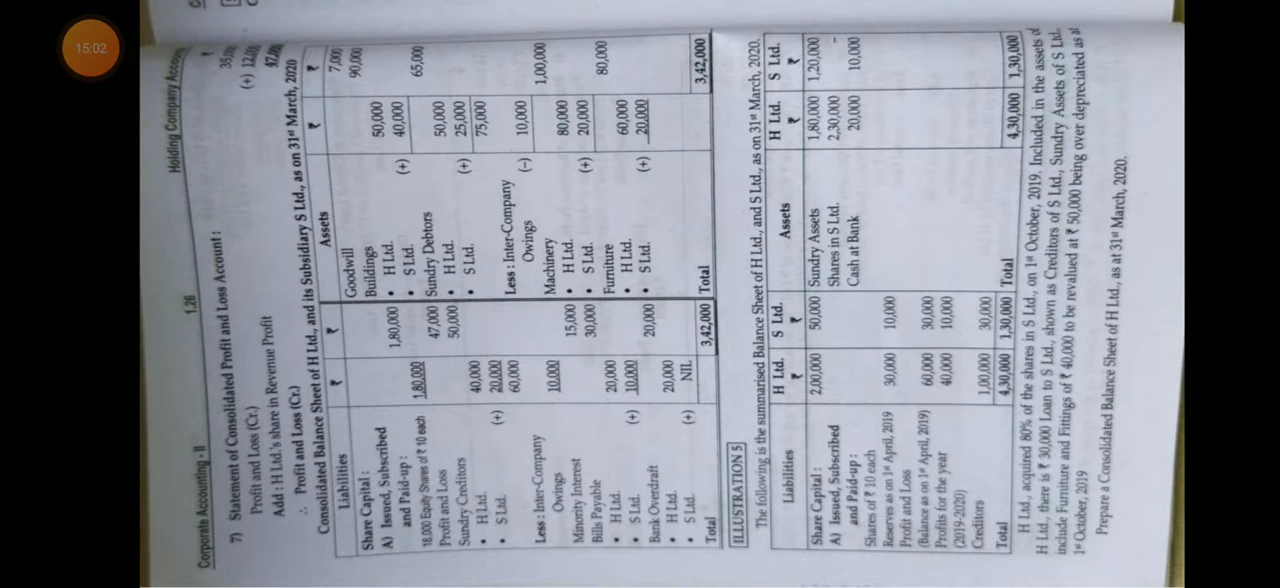 15:02
Corporate Accounting - II 1.26 Holding Company
7) Statement of Consolidated Profit and Loss Account :
₹
Profit and Loss (Cr.)
Add : H Ltd.'s share in Revenue Profit (+)
∴ Profit and Loss (Cr.)
Consolidated Balance Sheet of H Ltd., and its Subsidiary S Ltd., as on 31st March, 2020
Liabilities ₹ ₹ Assets ₹ ₹
Share Capital : Goodwill 7,000
A) Issued, Subscribed Buildings 90,000
and Paid-up : • H Ltd. 50,000
18,000 Equity Shares of ₹ 10 each 1,80,000 1,80,000 • S Ltd. (+) 40,000
Profit and Loss 47,000 Sundry Debtors 65,000
Sundry Creditors 50,000 • H Ltd. 50,000
• H Ltd. 40,000 • S Ltd. (+) 25,000
• S Ltd. (+) 20,000 75,000
60,000 Less : Inter-Company
Less : Inter-Company Owings (-) 10,000
Owings 10,000 Machinery 1,00,000
Minority Interest 15,000 • H Ltd. 80,000
Bills Payable 30,000 • S Ltd. (+) 20,000
• H Ltd. 20,000 Furniture 80,000
• S Ltd. (+) 10,000 • H Ltd. 60,000
Bank Overdraft 20,000 • S Ltd. (+) 20,000
• H Ltd. 20,000
• S Ltd. (+) NIL
Total 3,42,000 Total 3,42,000
ILLUSTRATION 5
The following is the summarised Balance Sheet of H Ltd., and S Ltd., as on 31st March, 2020.
Liabilities H Ltd. S Ltd. Assets H Ltd. S Ltd.
₹ ₹ ₹ ₹
Share Capital : 2,00,000 50,000 Sundry Assets 1,80,000 1,20,000
A) Issued, Subscribed Shares in S Ltd. 2,30,000 -
and Paid-up : Cash at Bank 20,000 10,000
Shares of ₹ 10 each
Reserves as on 1st April, 2019 30,000 10,000
Profit and Loss
(Balance as on 1st April, 2019) 60,000 30,000
Profits for the year 40,000 10,000
(2019-2020)
Creditors 1,00,000 30,000
Total 4,30,000 1,30,000 Total 4,30,000 1,30,000
H Ltd., acquired 80% of the shares in S Ltd., on 1st October, 2019. Included in the assets of
H Ltd., there is ₹ 30,000 Loan to S Ltd., shown as Creditors of S Ltd., Sundry Assets of S Ltd.
include Furniture and Fittings of ₹ 40,000 to be revalued at ₹ 50,000 being over depreciated as at
1st October, 2019
Prepare a Consolidated Balance Sheet of H Ltd., as at 31st March, 2020.